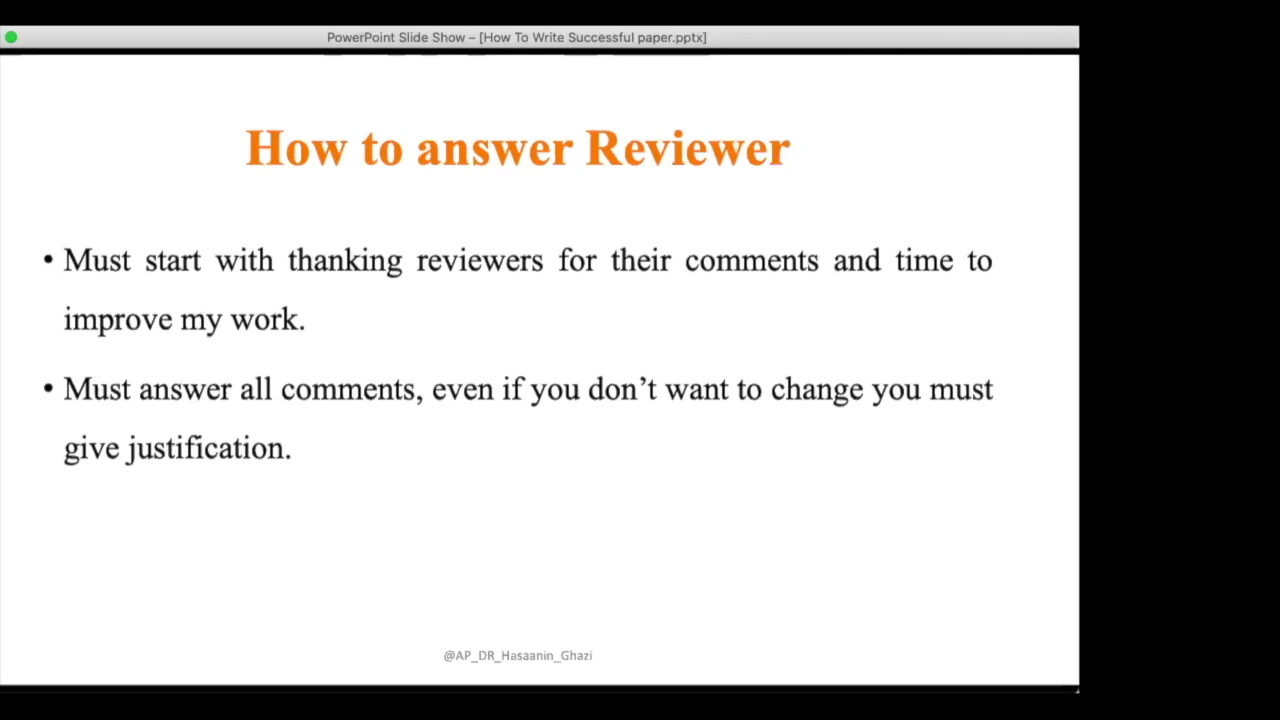 PowerPoint Slide Show – [How To Write Successful paper.pptx]
How to answer Reviewer
• Must start with thanking reviewers for their comments and time to
improve my work.
• Must answer all comments, even if you don’t want to change you must
give justification.
@AP_DR_Hasaanin_Ghazi